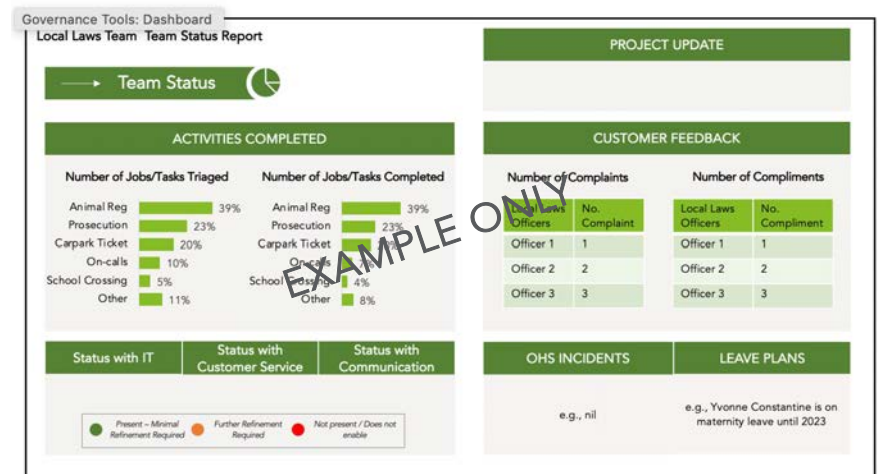 Governance Tools: Dashboard
Local Laws Team Team Status Report
Team Status
PROJECT UPDATE
ACTIVITIES COMPLETED
Number of Jobs/Tasks Triaged
Animal Reg 39%
Prosecution 23%
Carpark Ticket 20%
On-calls 10%
School Crossing 5%
Other 11%
Number of Jobs/Tasks Completed
Animal Reg 39%
Prosecution 23%
Carpark Ticket
On-calls 7%
School Crossing 4%
Other 8%
CUSTOMER FEEDBACK
Number of Complaints
Local Laws No.
Officers Complaint
Officer 1 1
Officer 2 2
Officer 3 3
Number of Compliments
Local Laws No.
Officers Compliment
Officer 1 1
Officer 2 2
Officer 3 3
EXAMPLE ONLY
Status with IT
Status with
Customer Service
Status with
Communication
Present – Minimal
Refinement Required
Further Refinement
Required
Not present / Does not
enable
OHS INCIDENTS
e.g., nil
LEAVE PLANS
e.g., Yvonne Constantine is on
maternity leave until 2023